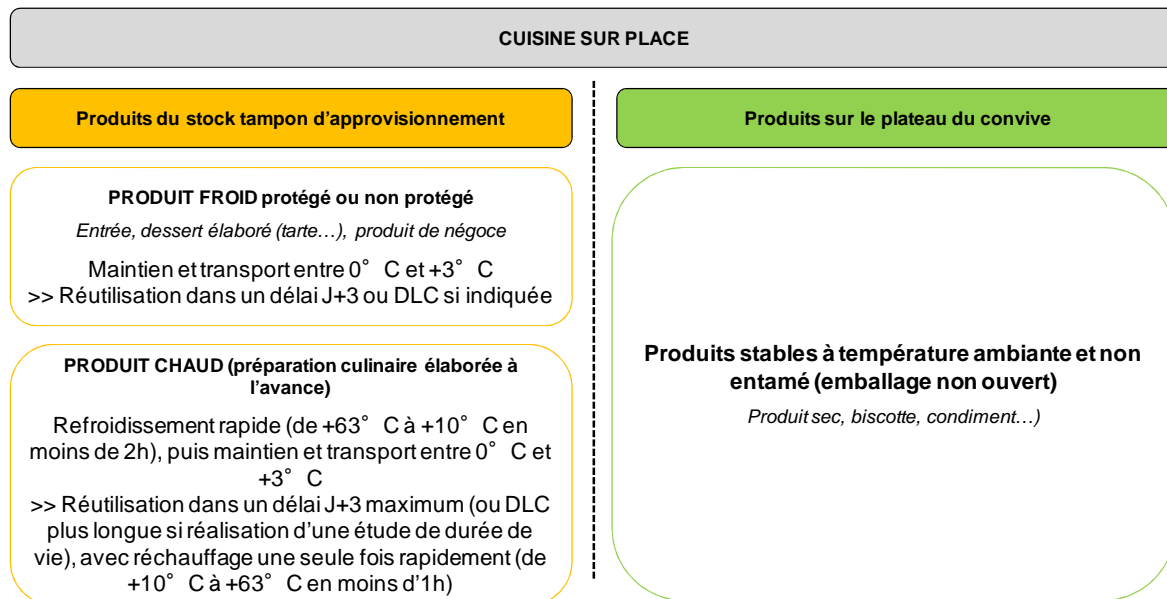 CUISINE SUR PLACE
Produits du stock tampon d'approvisionnement
PRODUIT FROID protégé ou non protégé
Entrée, dessert élaboré (tarte…), produit de négoce
Maintien et transport entre 0° C et +3° C
>> Réutilisation dans un délai J+3 ou DLC si indiquée
PRODUIT CHAUD (préparation culinaire élaborée à
l'avance)
Refroidissement rapide (de +63° C à +10° C en
moins de 2h), puis maintien et transport entre 0° C et
+3° C
>> Réutilisation dans un délai J+3 maximum (ou DLC
plus longue si réalisation d'une étude de durée de
vie), avec réchauffage une seule fois rapidement (de
+10° C à +63° C en moins d'1h)
Produits sur le plateau du convive
Produits stables à température ambiante et non
entamé (emballage non ouvert)
Produit sec, biscotte, condiment…)